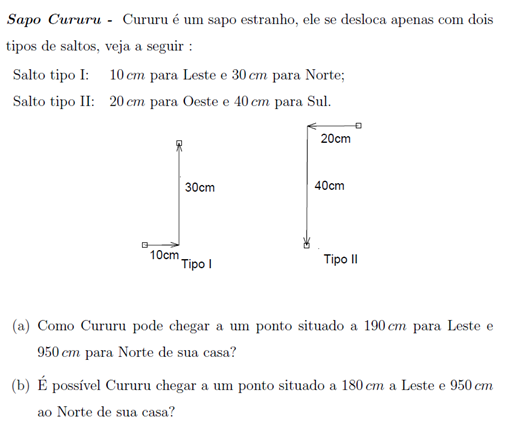 Sapo Cururu - Cururu é um sapo estranho, ele se desloca apenas com dois
tipos de saltos, veja a seguir :
Salto tipo I: 10 cm para Leste e 30 cm para Norte;
Salto tipo II: 20 cm para Oeste e 40 cm para Sul.
20cm
30cm
40cm
10cm
Tipo I
Tipo II
(a) Como Cururu pode chegar a um ponto situado a 190 cm para Leste e
950 cm para Norte de sua casa?
(b) É possível Cururu chegar a um ponto situado a 180 cm a Leste e 950 cm
ao Norte de sua casa?